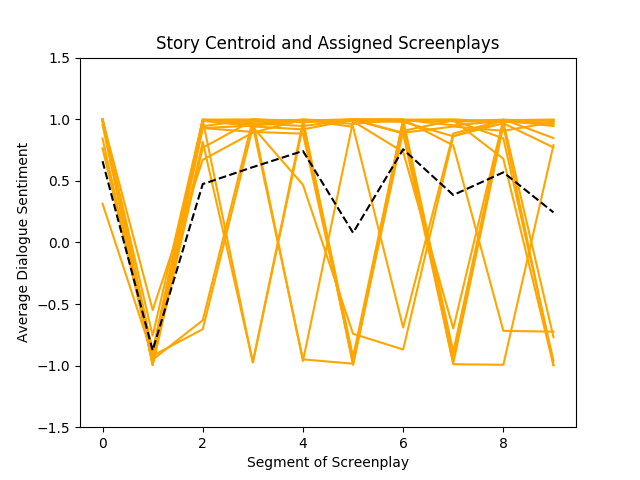 Story Centroid and Assigned Screenplays
1.5
1.0
0.5
0.0
−0.5
−1.0
−1.5
Average Dialogue Sentiment
0 2 4 6 8
Segment of Screenplay